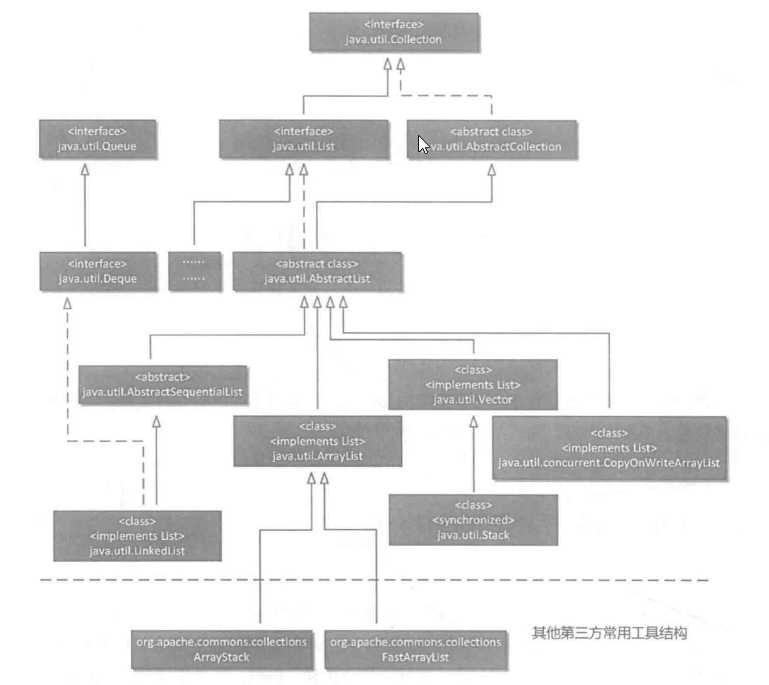 <interface>
java.util.Collection
<interface>
java.util.Queue
<interface>
java.util.List
<abstract class>
java.util.AbstractCollection
<interface>
java.util.Deque
......
......
<abstract class>
java.util.AbstractList
<abstract>
java.util.AbstractSequentialList
<class>
<implements List>
java.util.ArrayList
<class>
<implements List>
java.util.Vector
<class>
<implements List>
java.util.concurrent.CopyOnWriteArrayList
<class>
<implements List>
java.util.LinkedList
<class>
<synchronized>
java.util.Stack
org.apache.commons.collections
ArrayStack
org.apache.commons.collections
FastArrayList
其他第三方常用工具结构